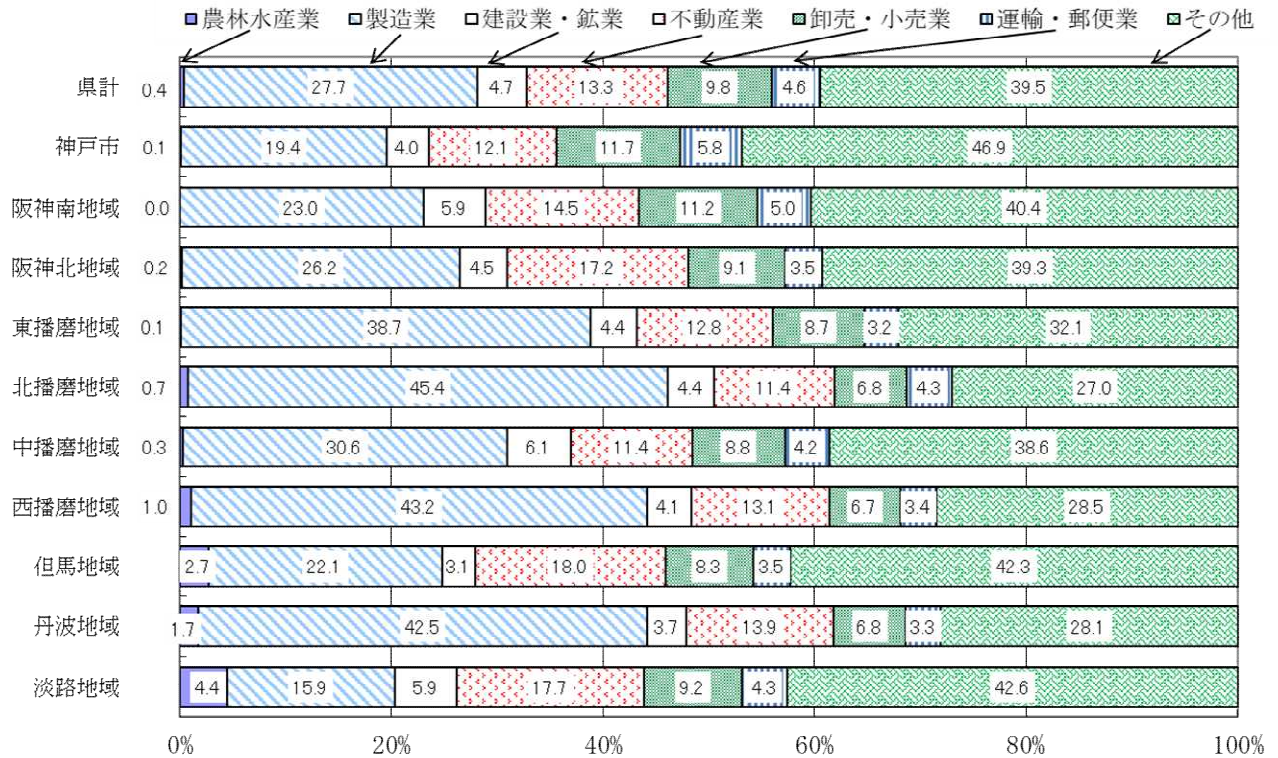 農林水産業 製造業 建設業・鉱業 不動産業 卸売・小売業 運輸・郵便業 その他
県計 0.4 27.7 4.7 13.3 9.8 4.6 39.5
神戸市 0.1 19.4 4.0 12.1 11.7 5.8 46.9
阪神南地域 0.0 23.0 5.9 14.5 11.2 5.0 40.4
阪神北地域 0.2 26.2 4.5 17.2 9.1 3.5 39.3
東播磨地域 0.1 38.7 4.4 12.8 8.7 3.2 32.1
北播磨地域 0.7 45.4 4.4 11.4 6.8 4.3 27.0
中播磨地域 0.3 30.6 6.1 11.4 8.8 4.2 38.6
西播磨地域 1.0 43.2 4.1 13.1 6.7 3.4 28.5
但馬地域 2.7 22.1 3.1 18.0 8.3 3.5 42.3
丹波地域 1.7 42.5 3.7 13.9 6.8 3.3 28.1
淡路地域 4.4 15.9 5.9 17.7 9.2 4.3 42.6
0% 20% 40% 60% 80% 100%